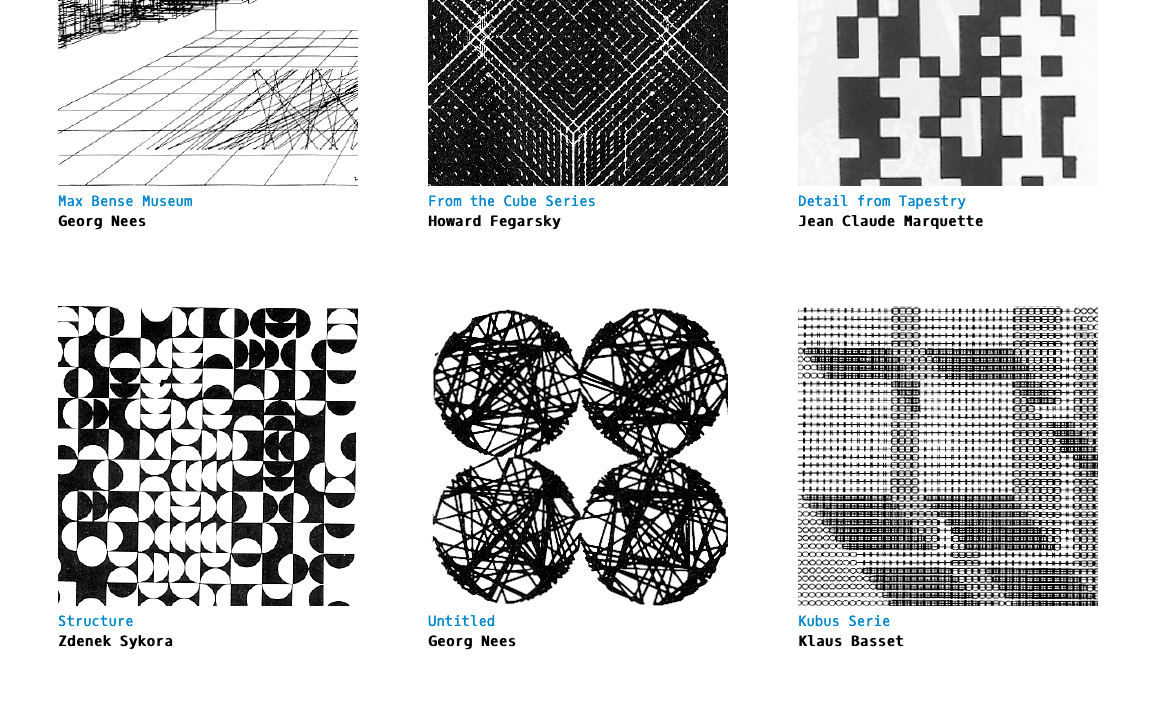 Max Bense Museum
Georg Nees
From the Cube Series
Howard Fegarsky
Detail from Tapestry
Jean Claude Marquette
Structure
Zdenek Sykora
Untitled
Georg Nees
Kubus Serie
Klaus Basset